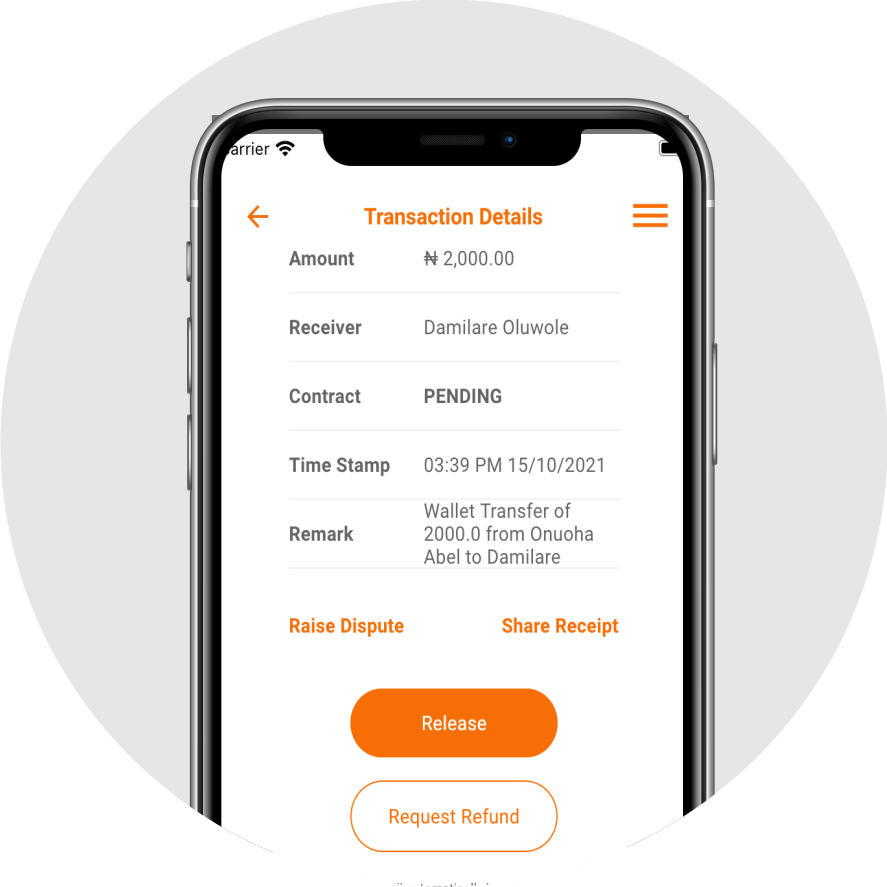 arrier
Transaction Details
Amount ₦ 2,000.00
Receiver Damilare Oluwole
Contract PENDING
Time Stamp 03:39 PM 15/10/2021
Remark Wallet Transfer of
2000.0 from Onuoha
Abel to Damilare
Raise Dispute Share Receipt
Release
Request Refund